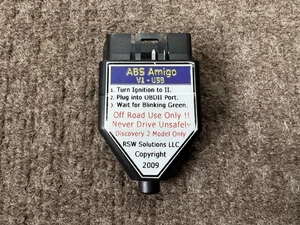 ABS Amigo
V1 - USB
1. Turn Ignition to II.
2. Plug into OBDII Port.
3. Wait for Blinking Green.
Off Road Use Only !!
Never Drive Unsafely
Discovery 2 Model Only
RSW Solutions LLC
Copyright
2009